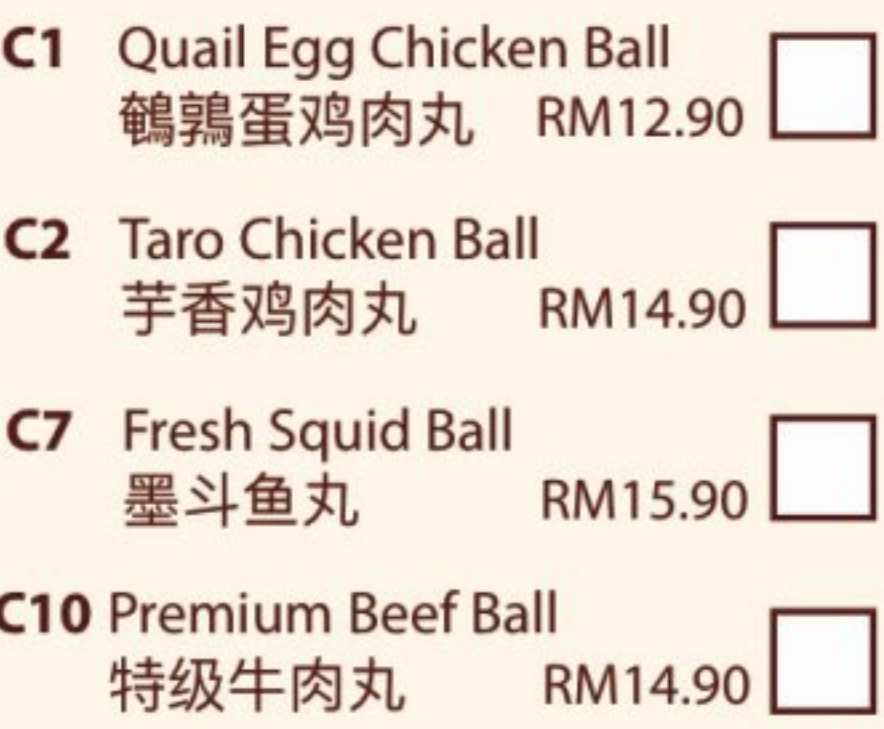 C1 Quail Egg Chicken Ball
鵪鹑蛋鸡肉丸 RM12.90
C2 Taro Chicken Ball
芋香鸡肉丸 RM14.90
C7 Fresh Squid Ball
墨斗鱼丸 RM15.90
C10 Premium Beef Ball
特级牛肉丸 RM14.90